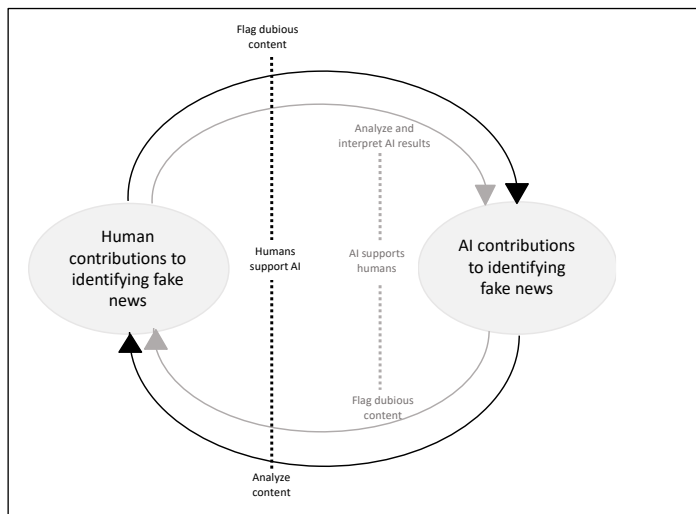 Flag dubious
content
Analyze and
interpret AI results
Human
contributions to
identifying fake
news
Humans
support AI
AI supports
humans
AI contributions
to identifying
fake news
Flag dubious
content
Analyze
content